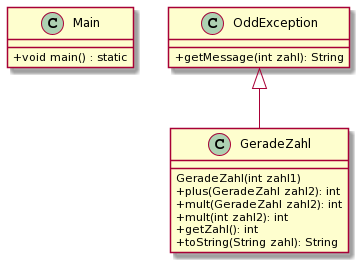 C Main
+void main() : static
C OddException
+getMessage(int zahl): String
C GeradeZahl
GeradeZahl(int zahl1)
+plus(GeradeZahl zahl2): int
+mult(GeradeZahl zahl2): int
+mult(int zahl2): int
+getZahl(): int
+toString(String zahl): String